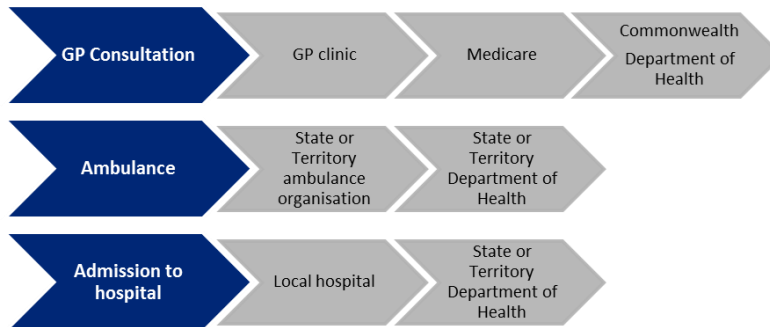 GP Consultation
GP clinic
Medicare
Commonwealth
Department of
Health
Ambulance
State or
Territory
ambulance
organisation
State or
Territory
Department of
Health
Admission to
hospital
Local hospital
State or
Territory
Department of
Health